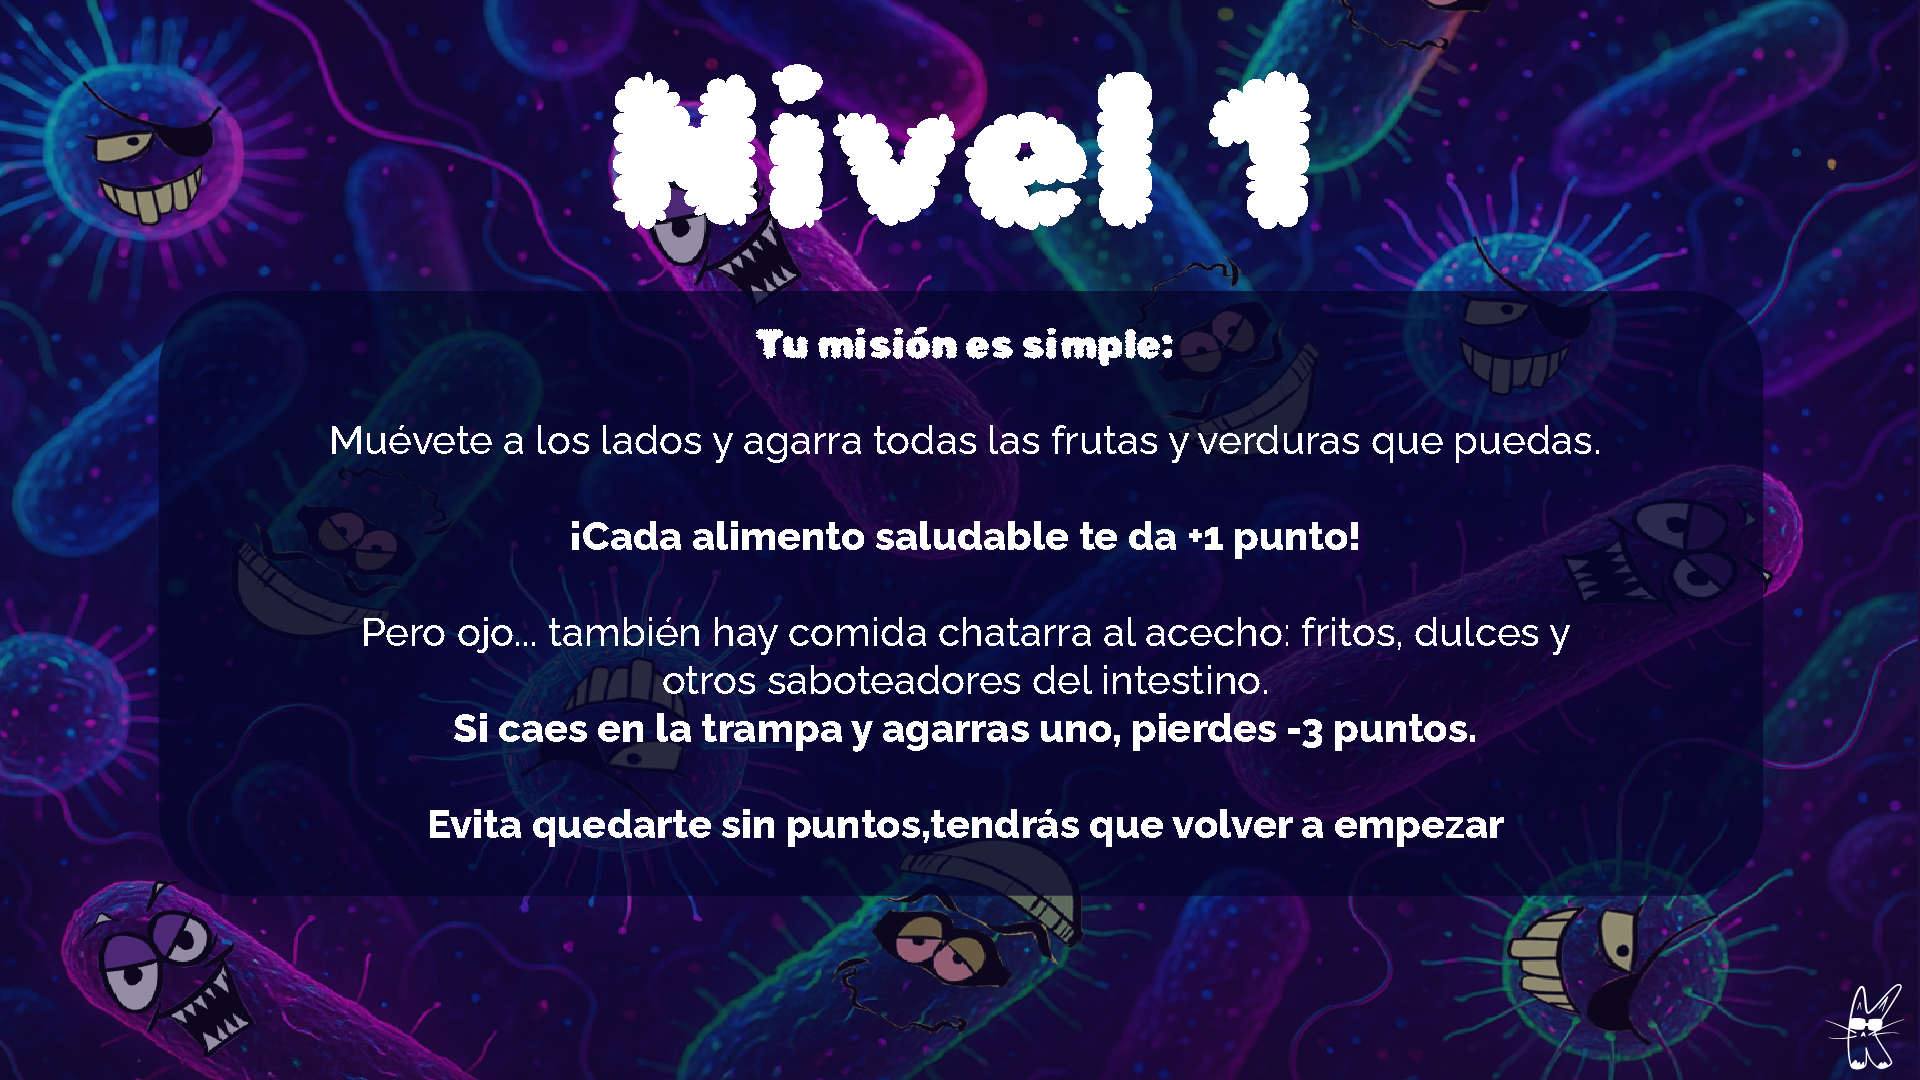 Nivel 1
Tu misión es simple:
Muévete a los lados y agarra todas las frutas y verduras que puedas.
¡Cada alimento saludable te da +1 punto!
Pero ojo... también hay comida chatarra al acecho: fritos, dulces y
otros saboteadores del intestino.
Si caes en la trampa y agarras uno, pierdes -3 puntos.
Evita quedarte sin puntos,tendrás que volver a empezar